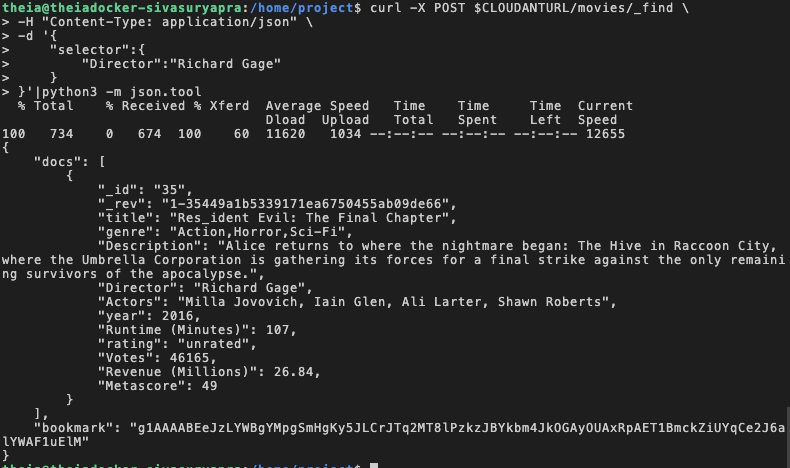 theia@theiadocker-sivasuryapra:/home/project$ curl -X POST $CLOUDANTURL/movies/_find \
> -H "Content-Type: application/json" \
> -d '{
>     "selector":{
>         "Director":"Richard Gage"
>     }
> }'|python3 -m json.tool
  % Total    % Received % Xferd  Average Speed   Time    Time     Time  Current
                                 Dload  Upload   Total   Spent    Left  Speed
100   734    0   674  100    60  11620   1034 --:--:-- --:--:-- --:--:-- 12655
{
    "docs": [
        {
            "_id": "35",
            "_rev": "1-35449a1b5339171ea6750455ab09de66",
            "title": "Res_ident Evil: The Final Chapter",
            "genre": "Action,Horror,Sci-Fi",
            "Description": "Alice returns to where the nightmare began: The Hive in Raccoon City,
where the Umbrella Corporation is gathering its forces for a final strike against the only remaini
ng survivors of the apocalypse.",
            "Director": "Richard Gage",
            "Actors": "Milla Jovovich, Iain Glen, Ali Larter, Shawn Roberts",
            "year": 2016,
            "Runtime (Minutes)": 107,
            "rating": "unrated",
            "Votes": 46165,
            "Revenue (Millions)": 26.84,
            "Metascore": 49
        }
    ],
    "bookmark": "g1AAAABEeJzLYWBgYMpgSmHgKy5JLCrJTq2MT8lPzkzJBYkbm4JkOGAyOUAxRpAET1BmckZiUYqCe2J6a
lYWAF1uElM"
}
theia@theiadocker-sivasuryapra:/home/project$